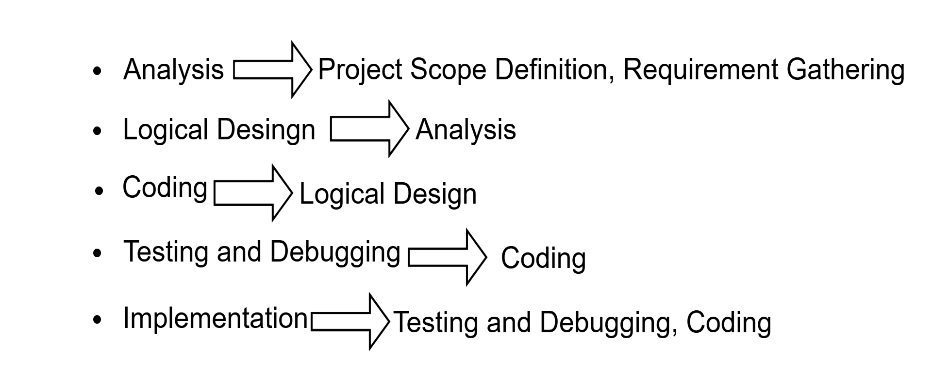 • Analysis Project Scope Definition, Requirement Gathering
• Logical Desingn Analysis
• Coding Logical Design
• Testing and Debugging Coding
• Implementation Testing and Debugging, Coding